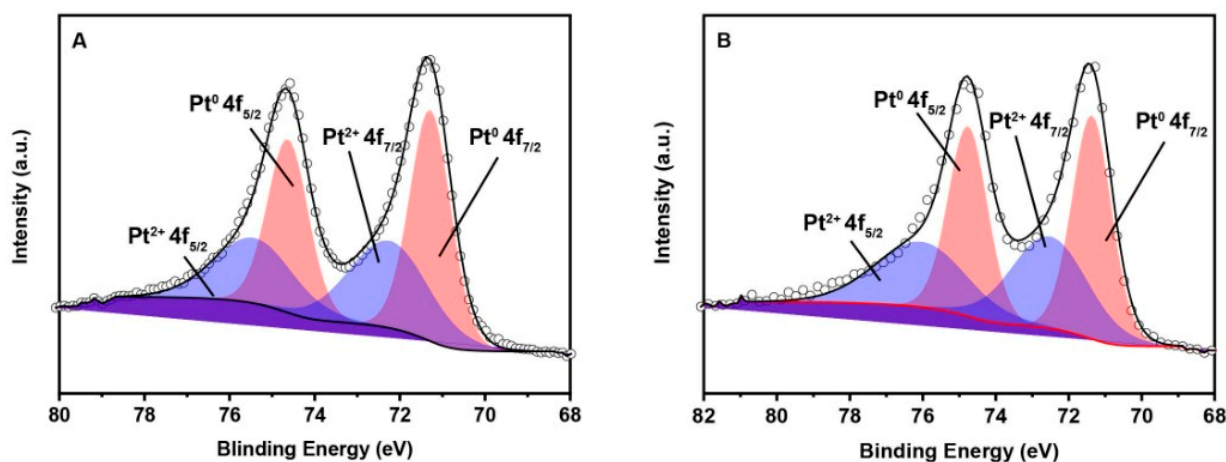 A
Pt⁰ 4f₅/₂
Pt²⁺ 4f₇/₂
Pt⁰ 4f₇/₂
Pt²⁺ 4f₅/₂
Intensity (a.u.)
80 78 76 74 72 70 68
Blinding Energy (eV)
B
Pt⁰ 4f₅/₂
Pt²⁺ 4f₇/₂
Pt⁰ 4f₇/₂
Pt²⁺ 4f₅/₂
Intensity (a.u.)
82 80 78 76 74 72 70 68
Binding Energy (eV)